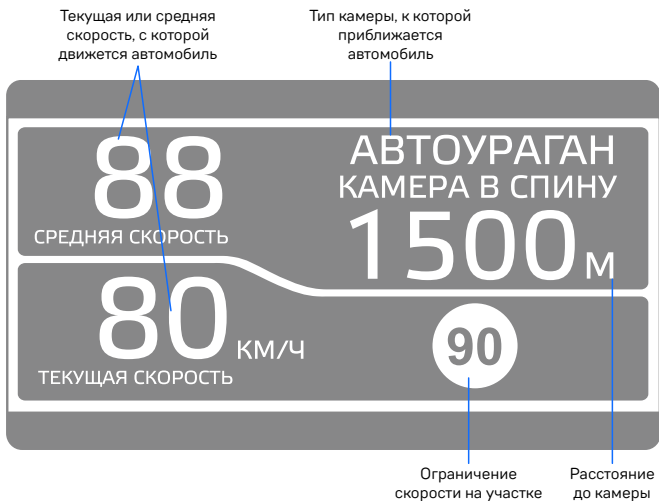 Текущая или средняя
скорость, с которой
движется автомобиль
Тип камеры, к которой
приближается
автомобиль
88
СРЕДНЯЯ СКОРОСТЬ
АВТОУРАГАН
КАМЕРА В СПИНУ
1500 М
80 КМ/Ч
ТЕКУЩАЯ СКОРОСТЬ
90
Ограничение
скорости на участке
Расстояние
до камеры